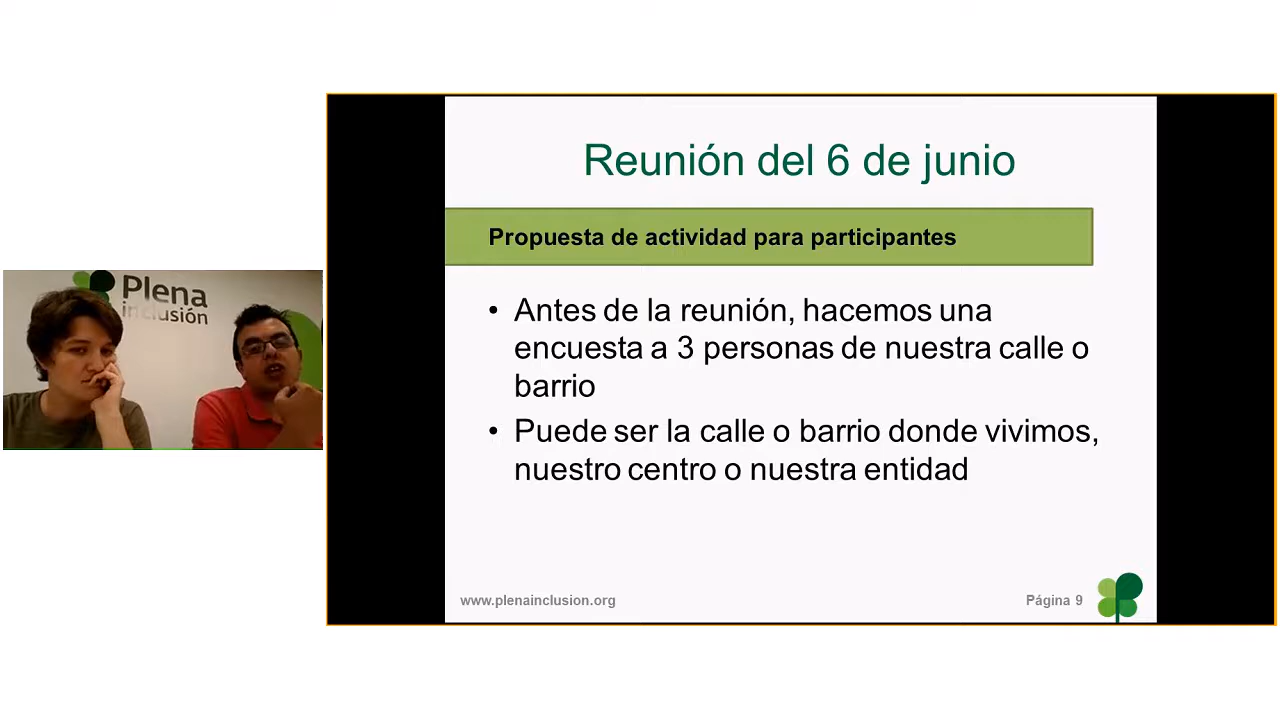 Plena
inclusión
Reunión del 6 de junio
Propuesta de actividad para participantes
• Antes de la reunión, hacemos una
encuesta a 3 personas de nuestra calle o
barrio
• Puede ser la calle o barrio donde vivimos,
nuestro centro o nuestra entidad
www.plenainclusion.org
Página 9